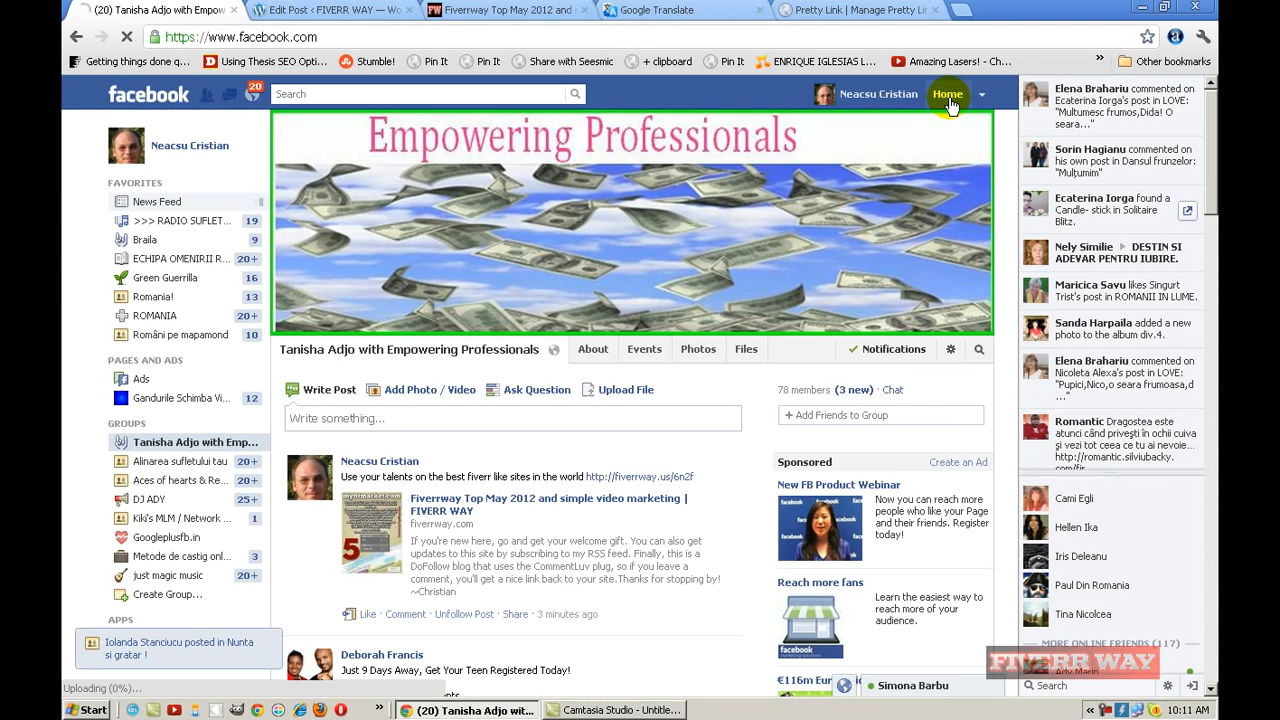 (20) Tanisha Adjo with Empow
Edit Post ‹ FIVERR WAY — Wo
Fiverrway Top May 2012 and
Google Translate
Pretty Link | Manage Pretty Lin
https://www.facebook.com
Getting things done q...
Using Thesis SEO Opti...
Stumble!
Pin It
Pin It
Share with Seesmic
+ clipboard
Pin It
ENRIQUE IGLESIAS L...
Amazing Lasers! - Ch...
»
Other bookmarks
facebook
20
Search
Neacsu Cristian
Home
Neacsu Cristian
FAVORITES
News Feed
>>> RADIO SUFLET... 19
Braila 9
ECHIPA OMENIRII R... 20+
Green Guerrilla 16
Romania! 13
ROMANIA 20+
Români pe mapamond 10
PAGES AND ADS
Ads
Gandurile Schimba Vi... 12
GROUPS
Tanisha Adjo with Emp...
Alinarea sufletului tau 20+
Aces of hearts & Re... 20+
DJ ADY 25+
Kiki's MLM / Network ... 1
Googleplusfb.in
Metode de castig onl... 3
just magic music 20+
Create Group...
APPS
Iolanda Stanciucu posted in Nunta
si gratar !
Uploading (0%)...
Empowering Professionals
Tanisha Adjo with Empowering Professionals
About
Events
Photos
Files
Notifications
Write Post
Add Photo / Video
Ask Question
Upload File
Write something...
Neacsu Cristian
Use your talents on the best fiverr like sites in the world http://fiverrway.us/6n2f
Fiverrway Top May 2012 and simple video marketing |
FIVERR WAY
fiverrway.com
If you're new here, go and get your welcome gift. You can also get
updates to this site by subscribing to my RSS feed. Finally, this is a
DoFollow blog that uses the CommentLuv plug, so if you leave a
comment, you'll get a nice link back to your site.Thanks for stopping by!
~~Christian
Like · Comment · Unfollow Post · Share · 3 minutes ago
Deborah Francis
Just 9 Days Away, Get Your Teen Registered Today!
78 members (3 new) · Chat
+ Add Friends to Group
Sponsored
Create an Ad
New FB Product Webinar
Now you can reach more
people who like your Page
and their friends. Register
today!
Reach more fans
Learn the easiest way to
reach more of your
audience.
facebook
€116m Eur
Elena Brahariu
commented on
Ecaterina Iorga's post in LOVE:
"Multumesc frumos,Dida! O
seara..."
Sorin Hagianu commented on
his own post in Dansul frunzelor:
"Mulţumim"
Ecaterina Iorga found a
Candle- stick in Solitaire
Blitz.
Nely Similie ▸ DESTIN SI
ADEVAR PENTRU IUBIRE.
Maricica Savu likes Singurt
Trist's post in ROMANII IN LUME.
Sanda Harpaila added a new
photo to the album div.4.
Elena Brahariu commented on
Nicoleta Alexa's post in LOVE:
"Pupici,Nico,o seara frumoasa,d
..."
Romantic Dragostea este
atunci când priveşti în ochii cuiva
şi vezi tot ceea ce tu ai nevoie
- http://romantic.silviubacky.
com/fir
Cami Egli
Hellen Ika
Iris Deleanu
Paul Din Romania
Tina Nicolcea
MORE ONLINE FRIENDS (117)
FIVERR WAY
Ady Marin
Simona Barbu
Search
Start
»
(20) Tanisha Adjo wit...
Camtasia Studio - Untitle...
«
10:11 AM